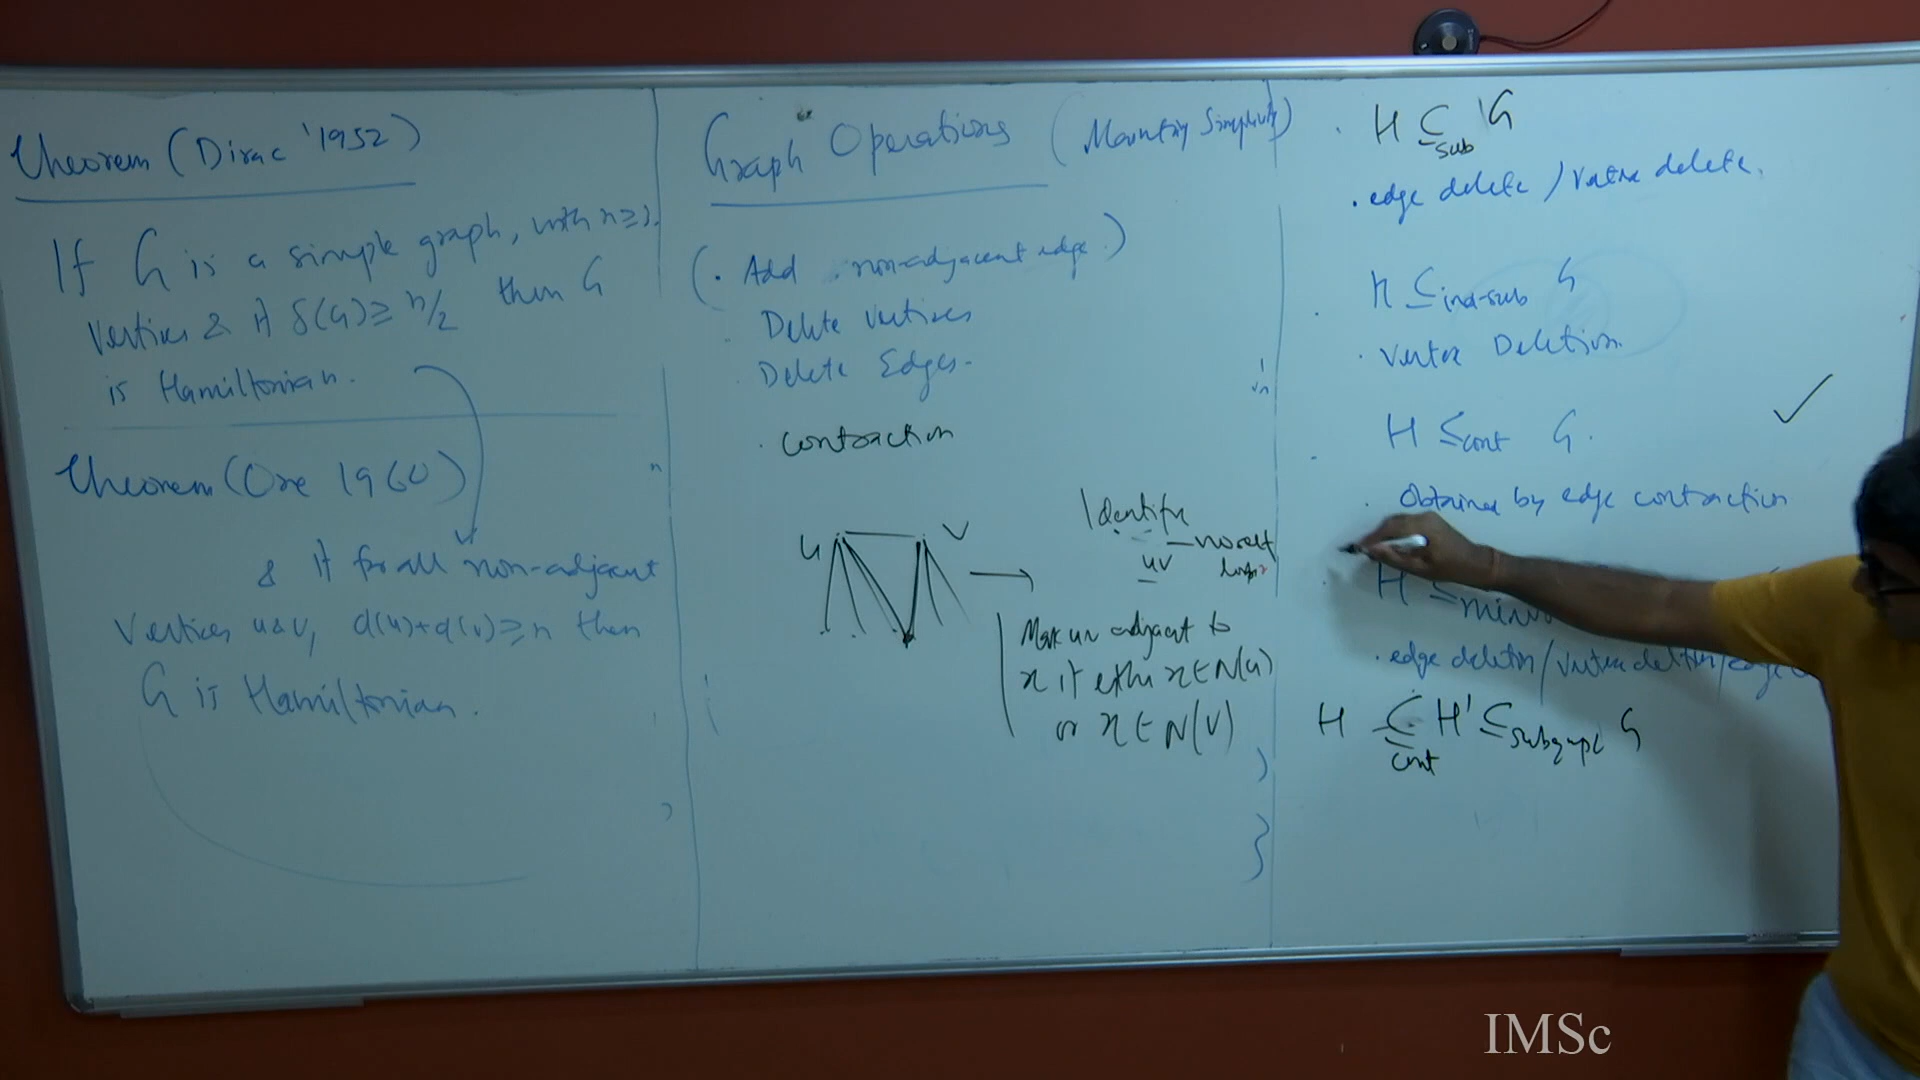 Theorem (Dirac '1952)
If G is a simple graph, with n≥3
vertices & if δ(G)≥ n/2 then G
is Hamiltonian.
Theorem (Ore 1960)
& if for all non-adjacent
vertices u&v, d(u)+d(v)≥n then
G is Hamiltonian.
Graph Operations (Maintaining Simplicity)
(. Add non-adjacent edge.)
. Delete vertices
. Delete Edges.
. contraction
u
v
Identify
uv
no self
loops
Make uv adjacent to
x if either x∈N(u)
or x∈N(v)
. H ⊆sub G
. edge delete / vertex delete.
. H ⊆ind-sub G
. Vertex Deletion.
. H ≤cont G.
. Obtained by edge contraction
H ≤
. edge deletion/vertex deletion/edge
H ⊆cont H' ⊆subgraph G
IMSc